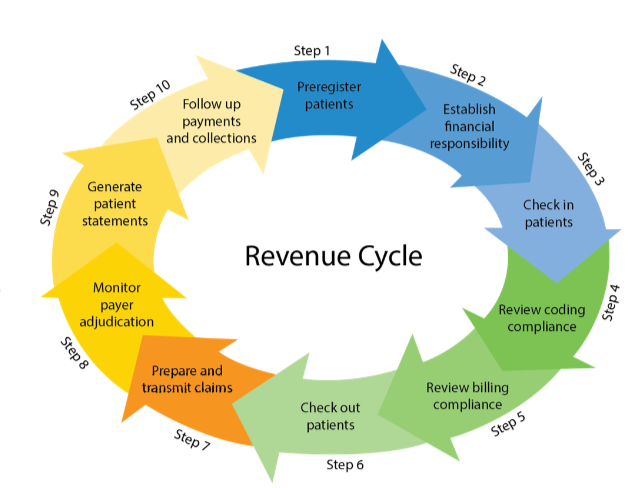 Revenue Cycle
Step 1
Preregister
patients
Step 2
Establish
financial
responsibility
Step 3
Check in
patients
Step 4
Review coding
compliance
Step 5
Review billing
compliance
Step 6
Check out
patients
Step 7
Prepare and
transmit claims
Step 8
Monitor
payer
adjudication
Step 9
Generate
patient
statements
Step 10
Follow up
payments
and collections